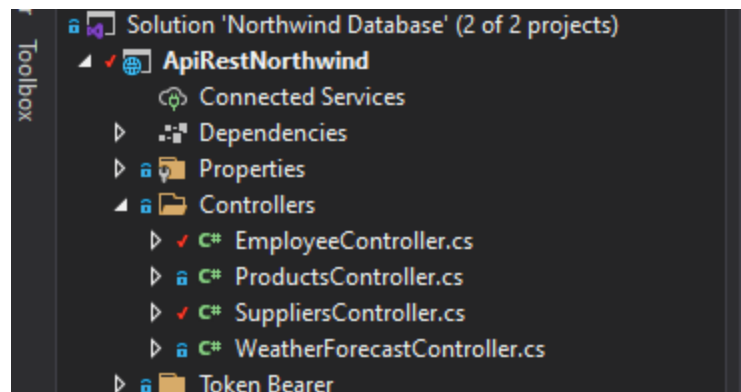 Toolbox
Solution 'Northwind Database' (2 of 2 projects)
ApiRestNorthwind
Connected Services
Dependencies
Properties
Controllers
C# EmployeeController.cs
C# ProductsController.cs
C# SuppliersController.cs
C# WeatherForecastController.cs
Token Bearer